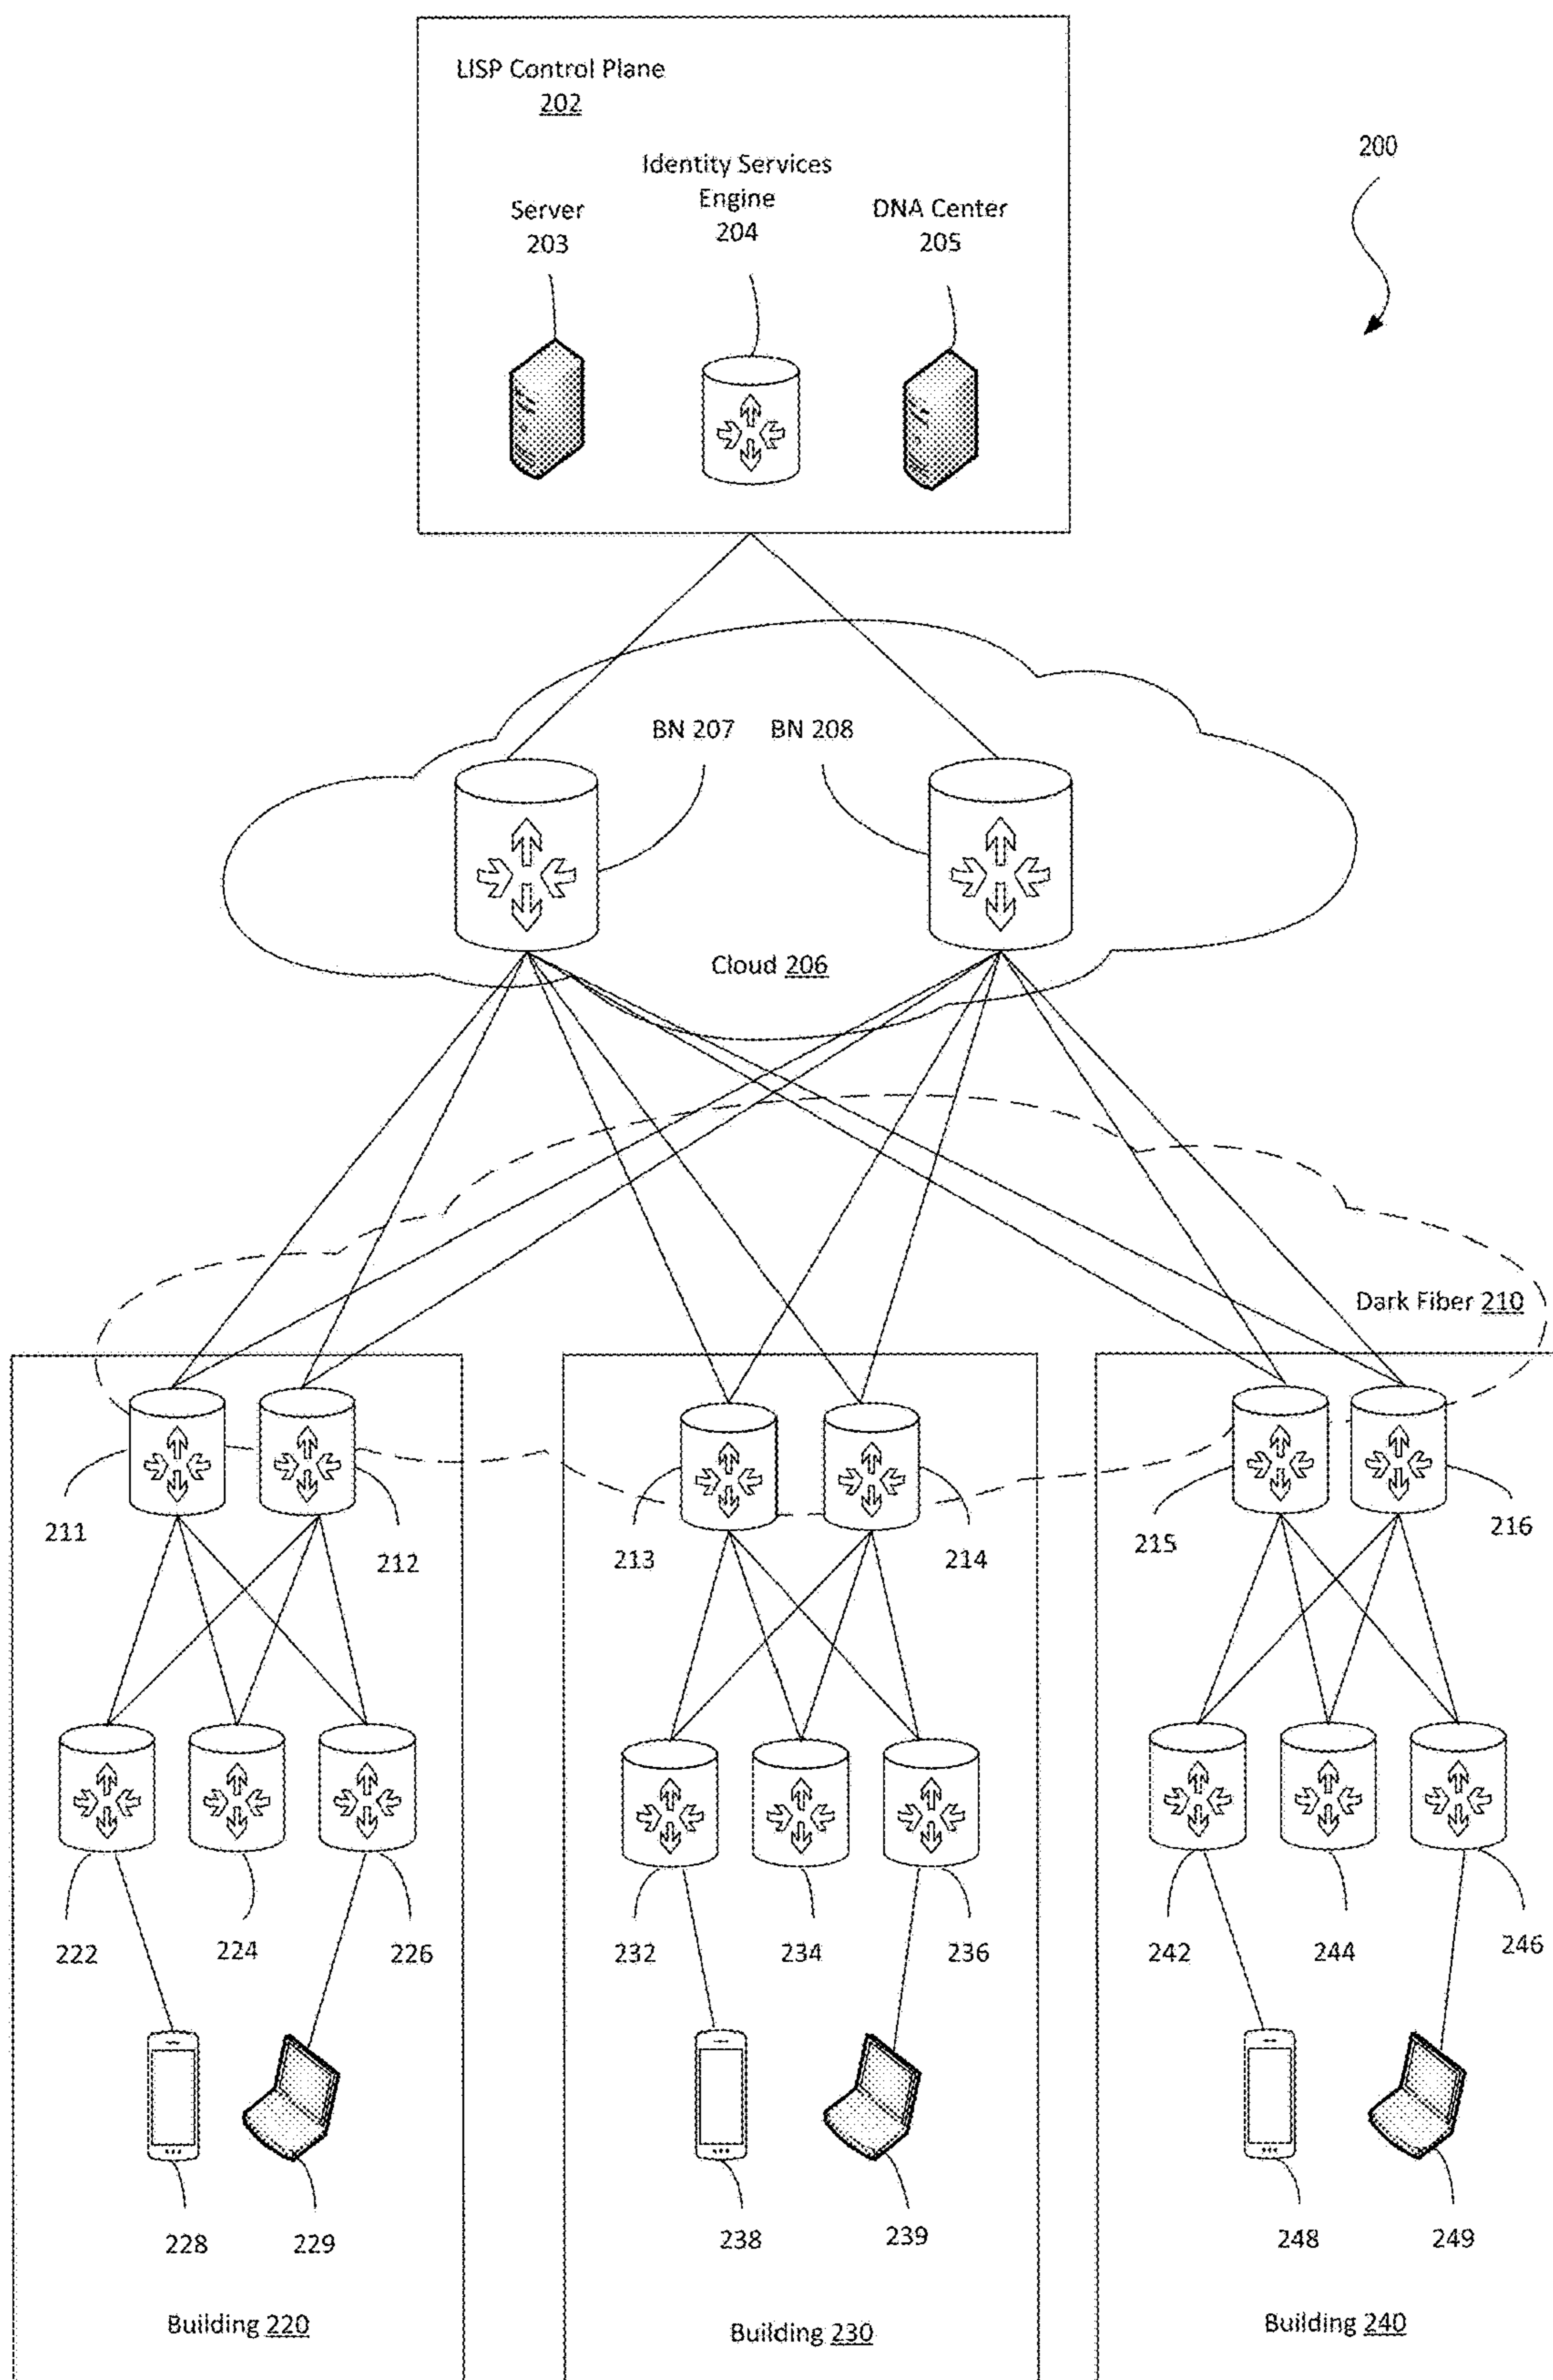 LISP Control Plane
202
200
Identity Services
Engine
204
Server
203
DNA Center
205
BN 207
BN 208
Cloud 206
Dark Fiber 210
211
212
213
214
215
216
222
224
226
232
234
236
242
244
246
228
229
238
239
248
249
Building 220
Building 230
Building 240